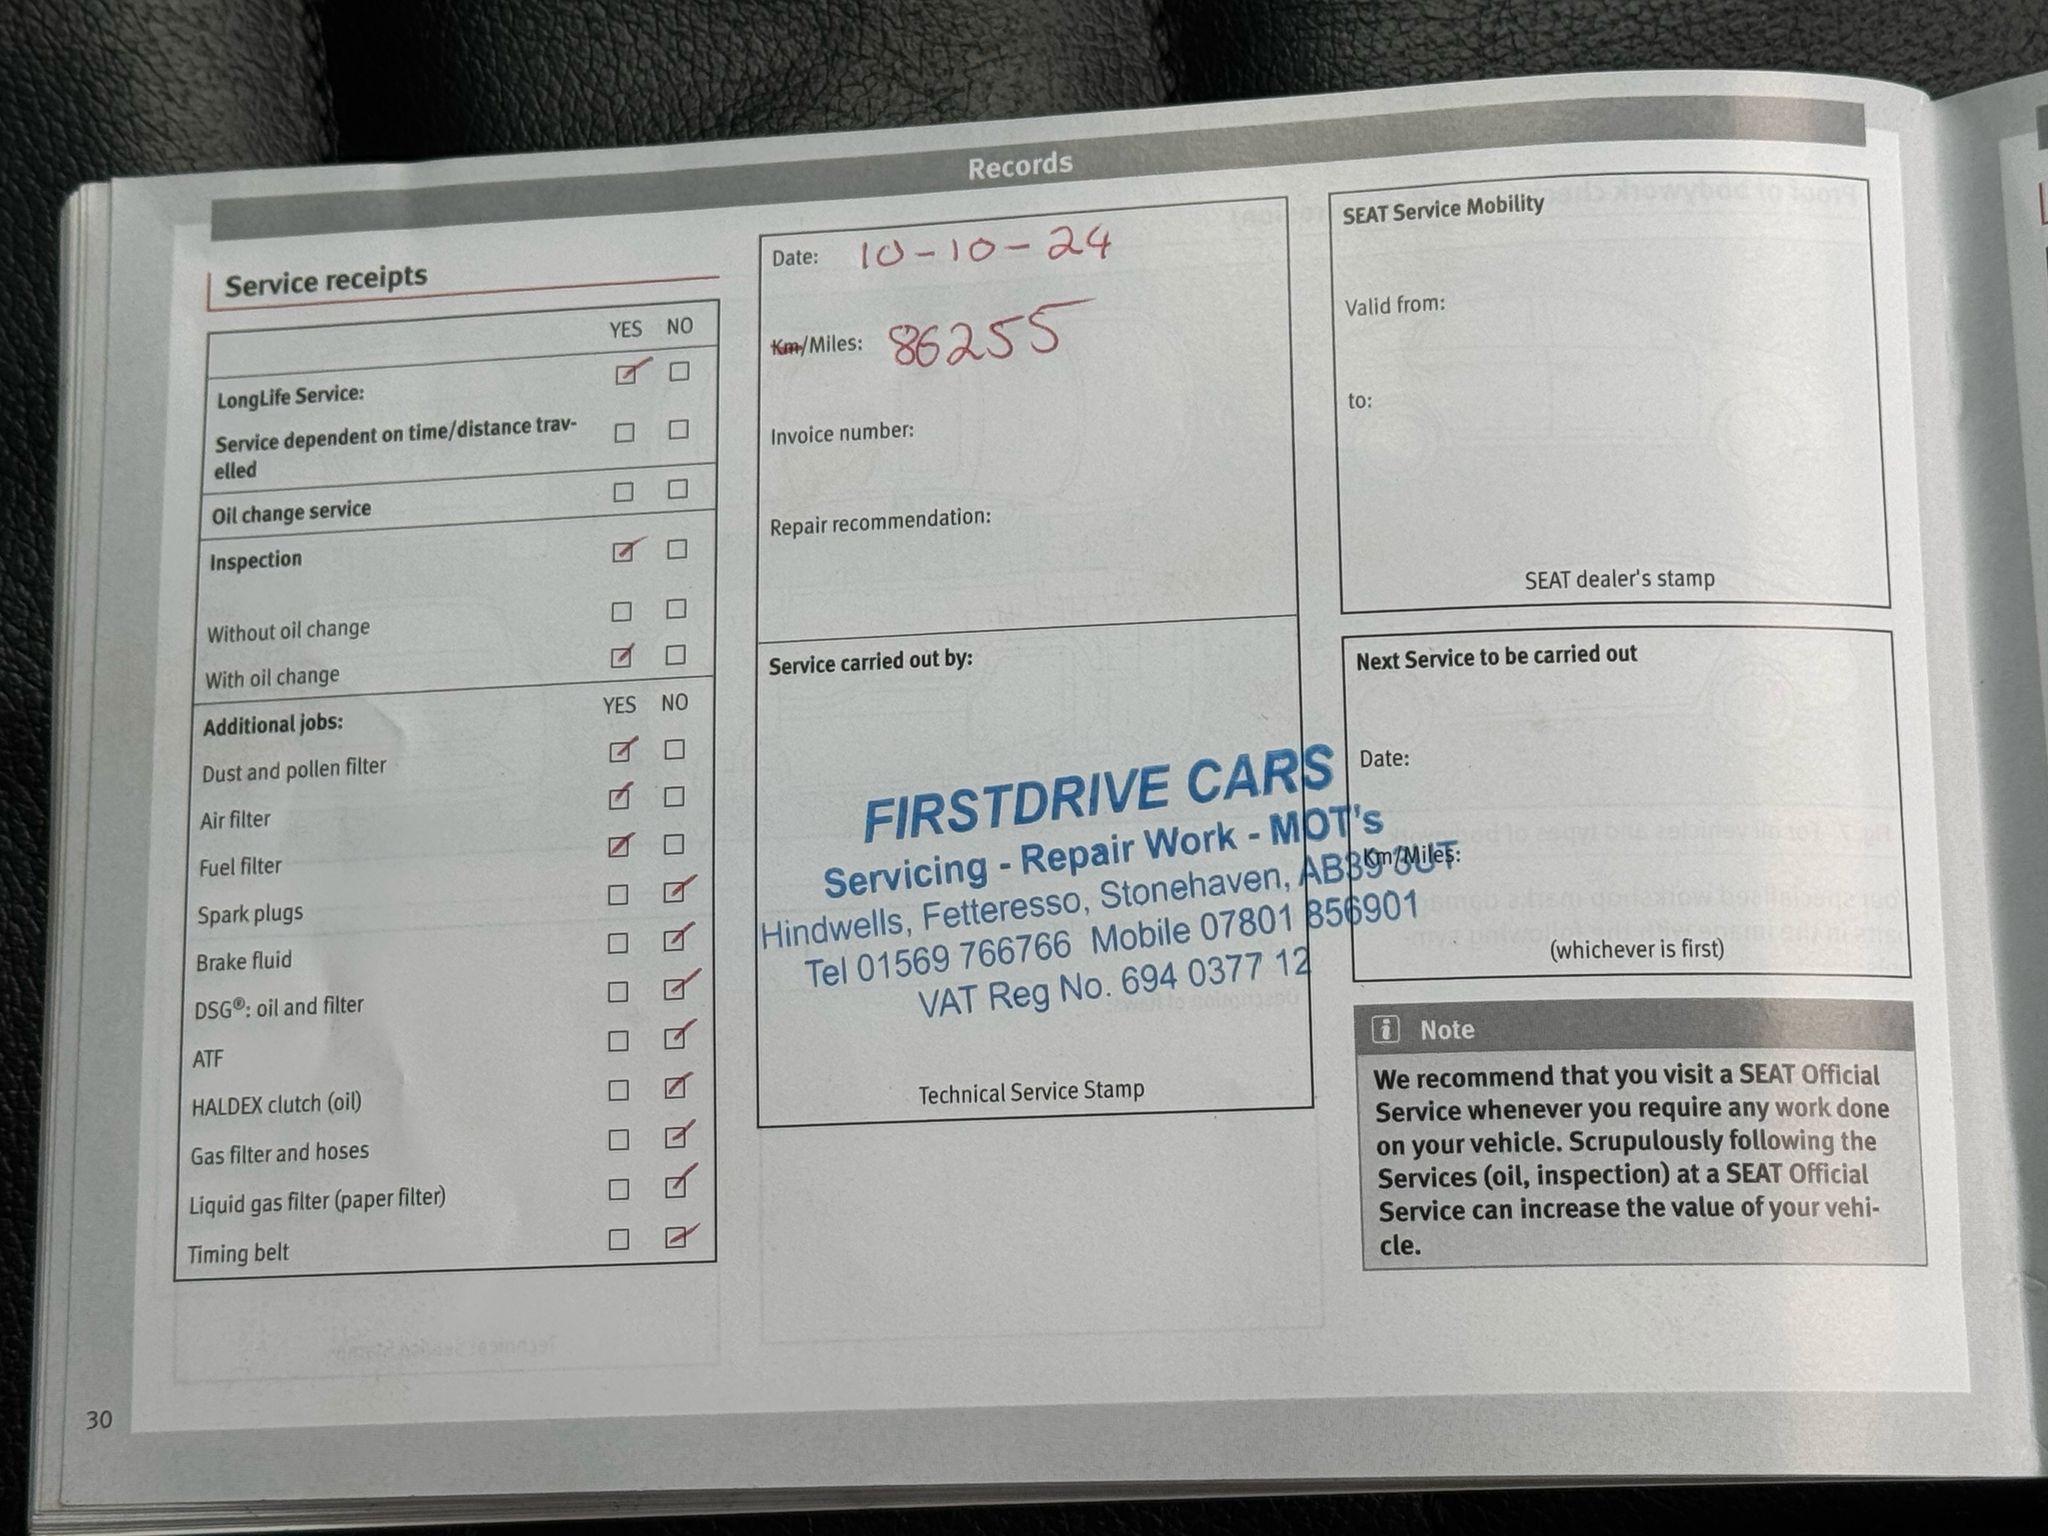 Records
Service receipts
YES NO
LongLife Service:
Service dependent on time/distance trav-
elled
Oil change service
Inspection
Without oil change
With oil change
Additional jobs: YES NO
Dust and pollen filter
Air filter
Fuel filter
Spark plugs
Brake fluid
DSG®: oil and filter
ATF
HALDEX clutch (oil)
Gas filter and hoses
Liquid gas filter (paper filter)
Timing belt
Date: 10-10-24
Km/Miles: 86255
Invoice number:
Repair recommendation:
Service carried out by:
FIRSTDRIVE CARS
Servicing - Repair Work - MOT's
Hindwells, Fetteresso, Stonehaven, AB39 3UT
Tel 01569 766766 Mobile 07801 856901
VAT Reg No. 694 0377 12
Technical Service Stamp
SEAT Service Mobility
Valid from:
to:
SEAT dealer's stamp
Next Service to be carried out
Date:
Km/Miles:
(whichever is first)
i Note
We recommend that you visit a SEAT Official
Service whenever you require any work done
on your vehicle. Scrupulously following the
Services (oil, inspection) at a SEAT Official
Service can increase the value of your vehi-
cle.
30